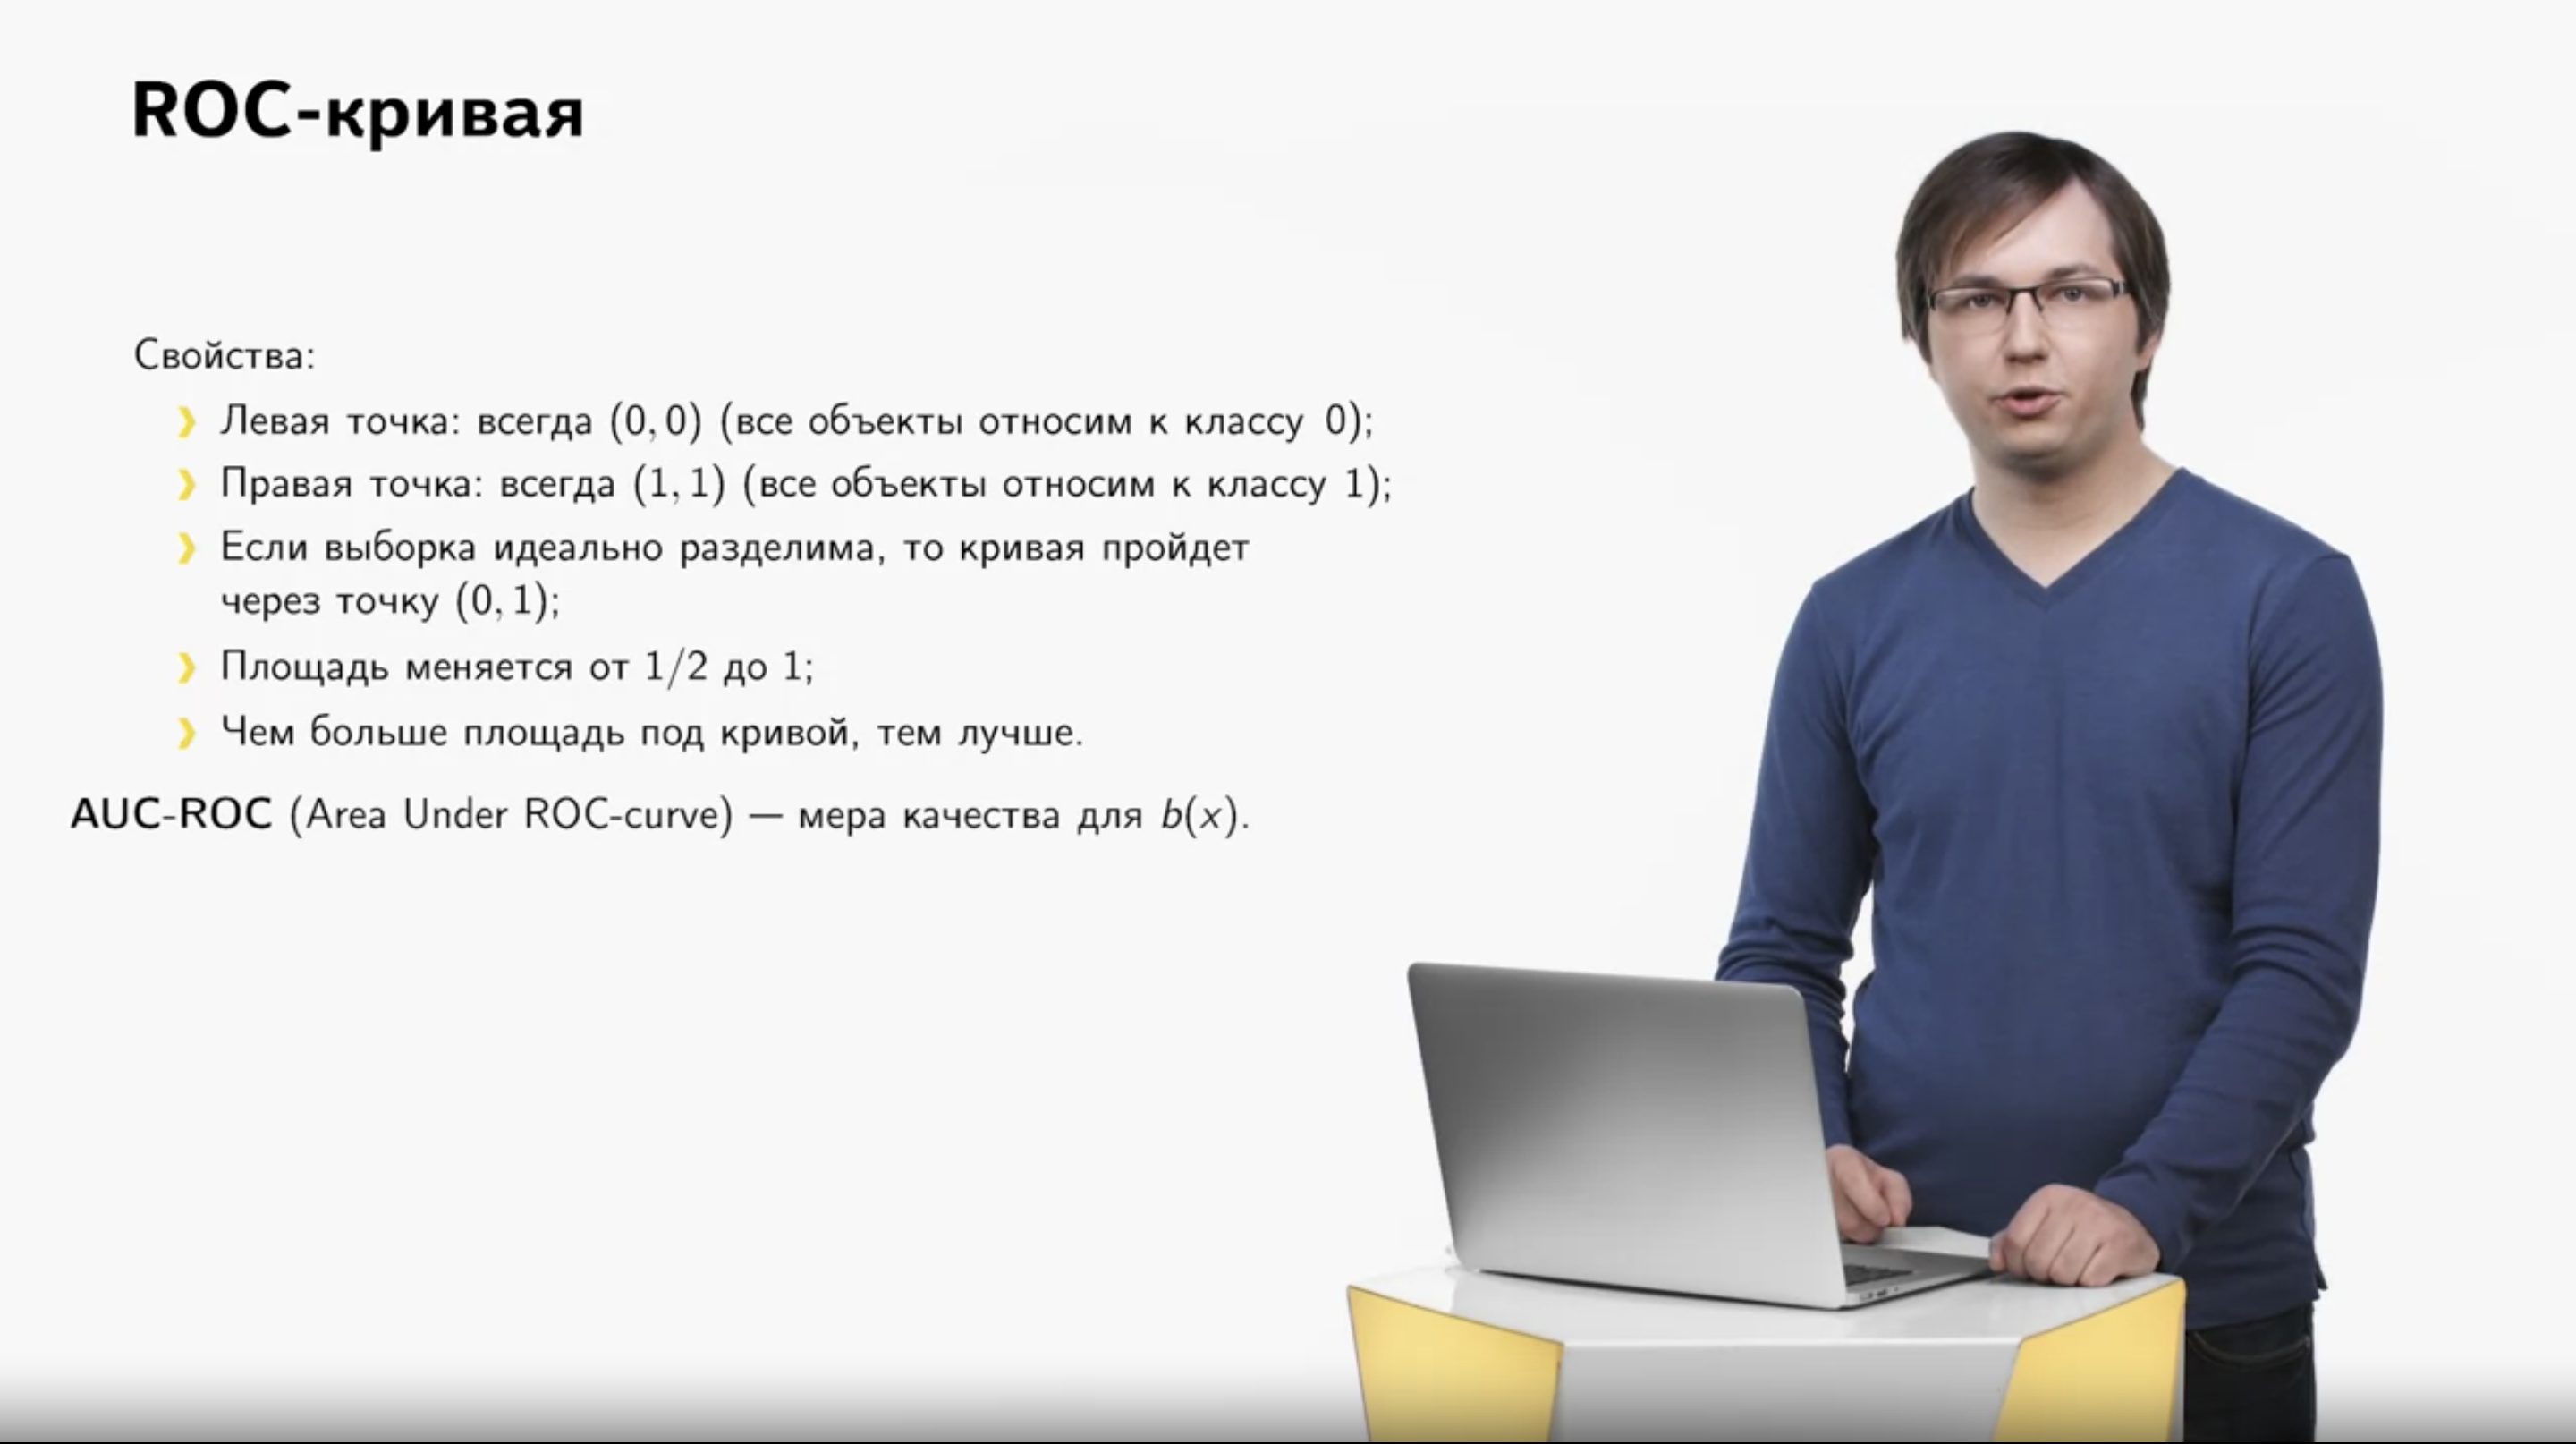 ROC-кривая
Свойства:
Левая точка: всегда (0, 0) (все объекты относим к классу 0);
Правая точка: всегда (1, 1) (все объекты относим к классу 1);
Если выборка идеально разделима, то кривая пройдет
через точку (0, 1);
Площадь меняется от 1/2 до 1;
Чем больше площадь под кривой, тем лучше.
AUC-ROC (Area Under ROC-curve) — мера качества для b(x).